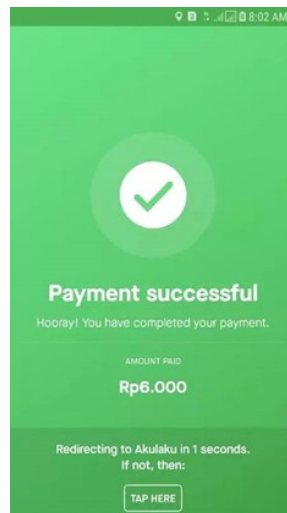 8:02 AM
Payment successful
Hooray! You have completed your payment.
AMOUNT PAID
Rp6.000
Redirecting to Akulaku in 1 seconds.
If not, then:
TAP HERE